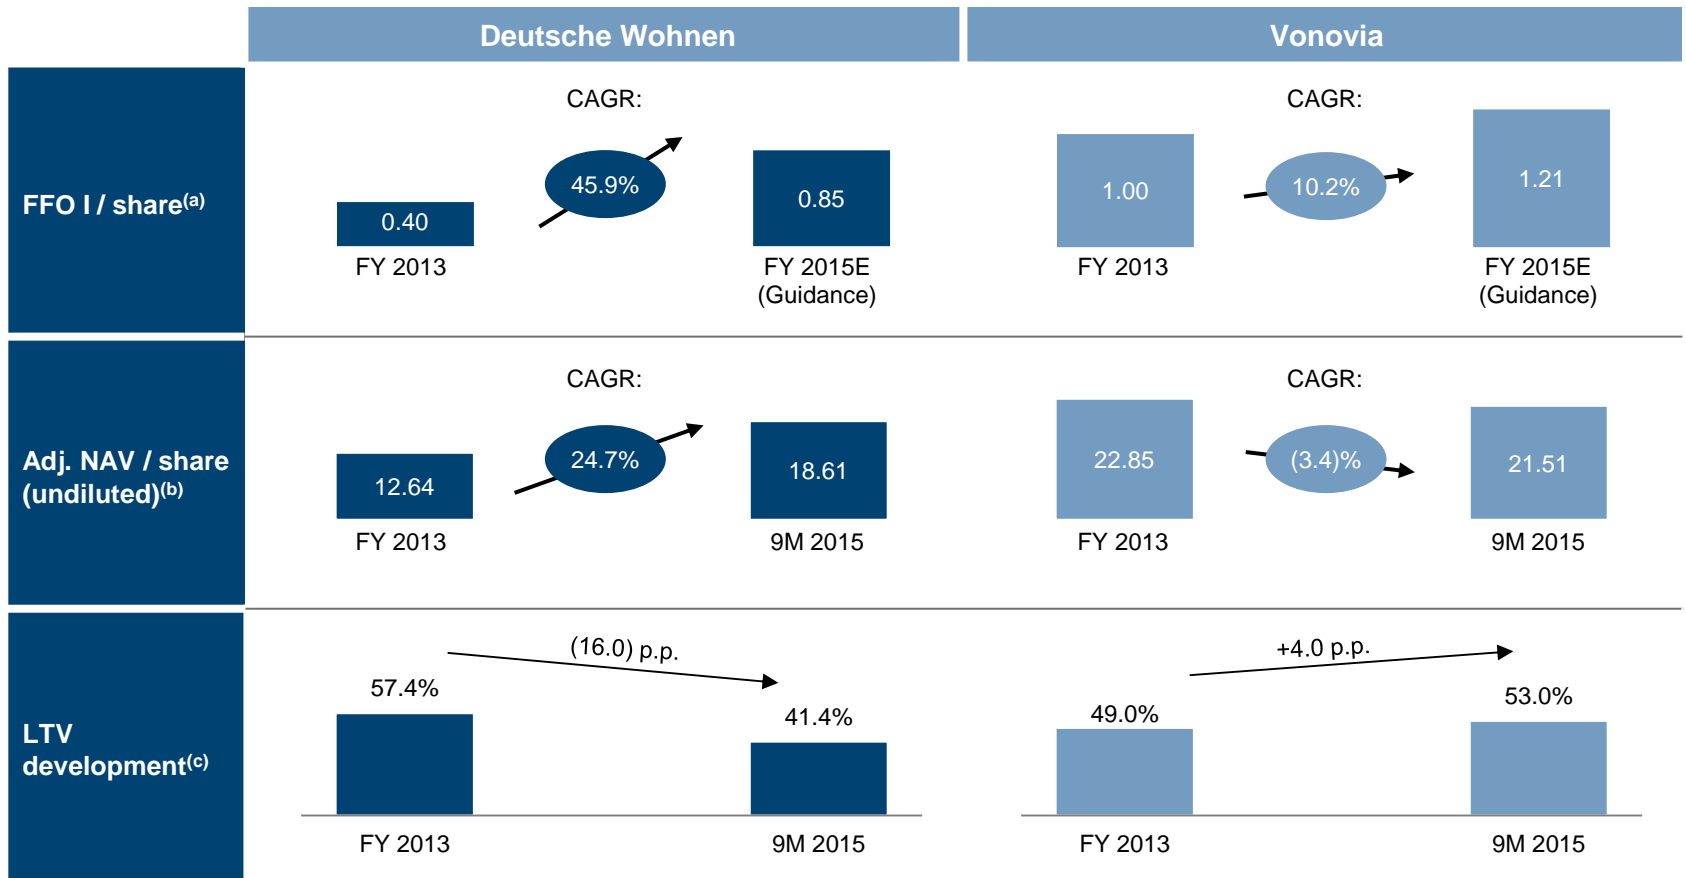 Deutsche Wohnen
Vonovia
FFO I / share(a)
CAGR:
45.9%
0.40
0.85
FY 2013
FY 2015E
(Guidance)
CAGR:
10.2%
1.00
1.21
FY 2013
FY 2015E
(Guidance)
Adj. NAV / share
(undiluted)(b)
CAGR:
24.7%
12.64
18.61
FY 2013
9M 2015
CAGR:
(3.4)%
22.85
21.51
FY 2013
9M 2015
LTV
development(c)
(16.0) p.p.
57.4%
41.4%
FY 2013
9M 2015
+4.0 p.p.
49.0%
53.0%
FY 2013
9M 2015